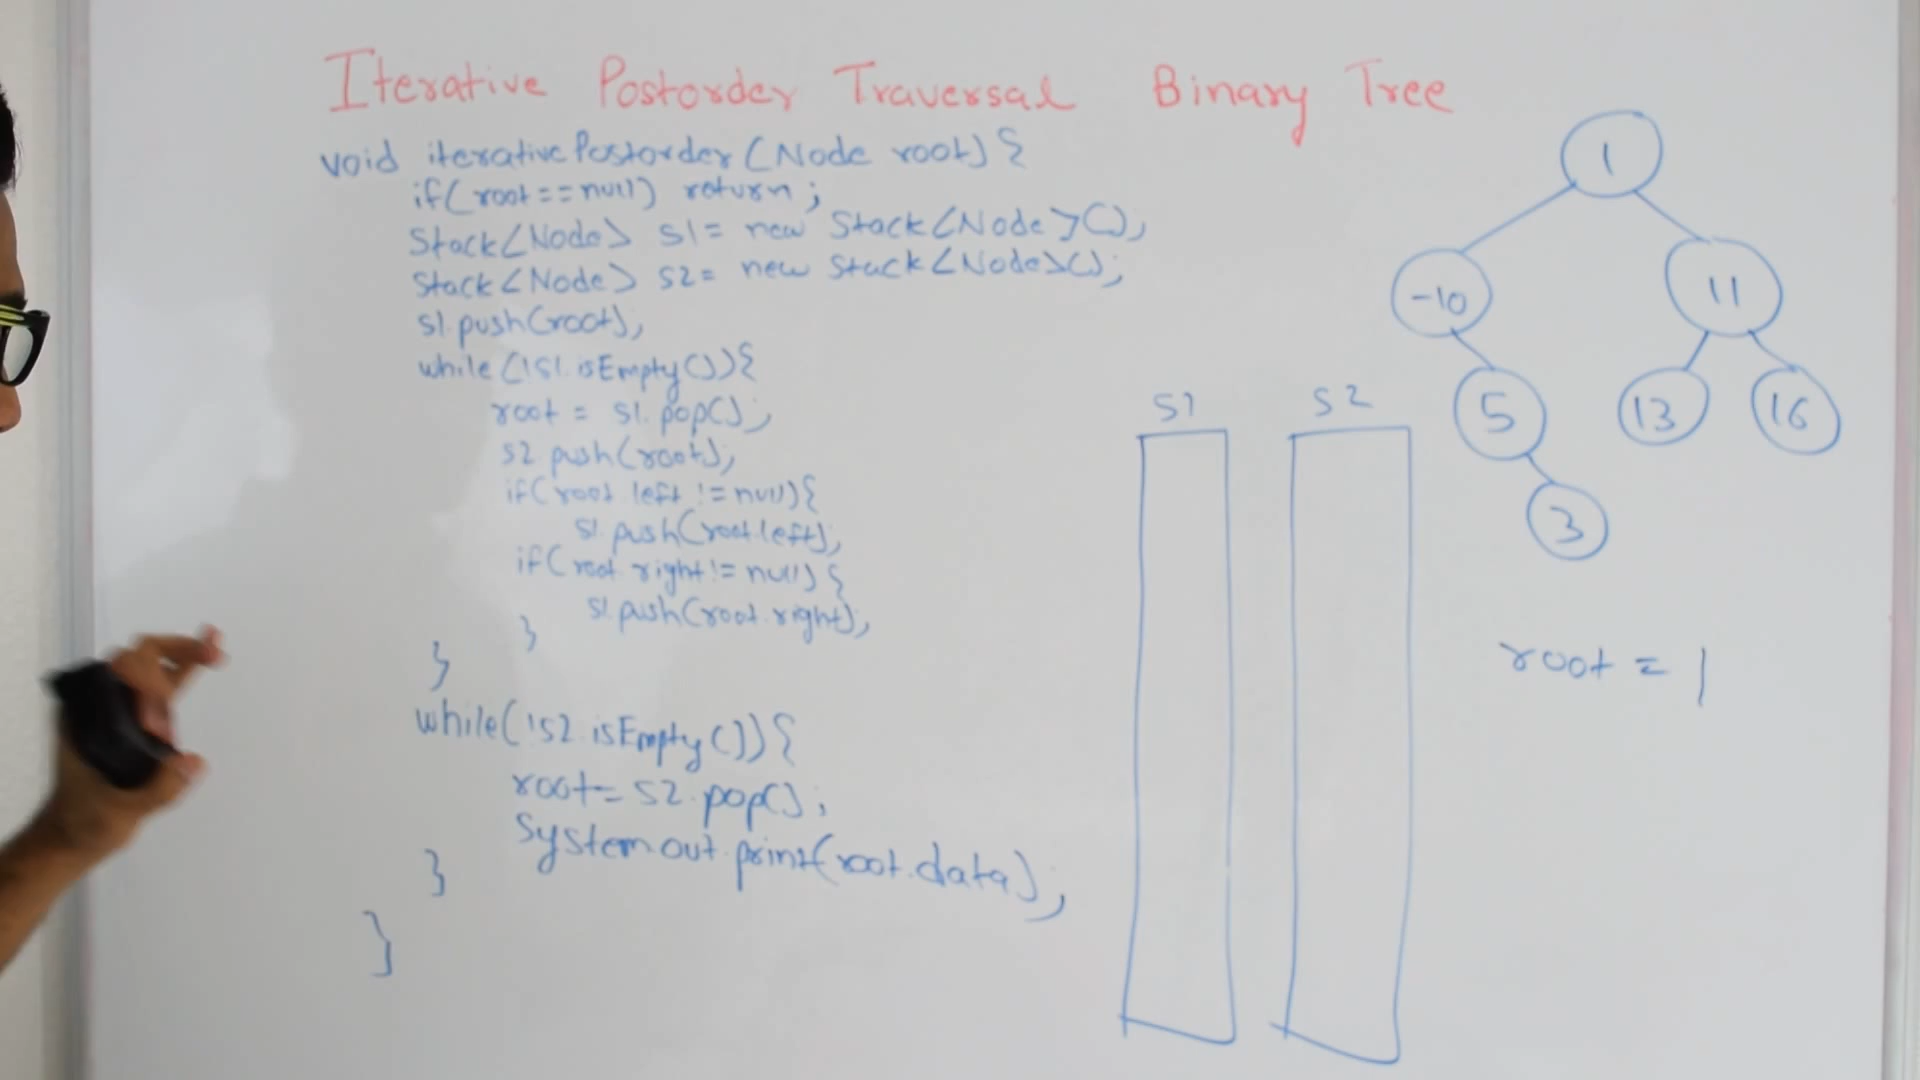 Iterative Postorder Traversal Binary Tree
void iterativePostorder(Node root){
if(root==null) return;
Stack<Node> s1= new Stack<Node>();
Stack<Node> s2= new Stack<Node>();
s1.push(root);
while(!s1.isEmpty()){
root = s1.pop();
s2.push(root);
if(root.left != null){
s1.push(root.left);
if(root.right != null){
s1.push(root.right);
}
}
while(!s2.isEmpty()){
root= s2.pop();
System.out.print(root.data);
}
}
S1 S2
1
-10 11
5 13 16
3
root = 1